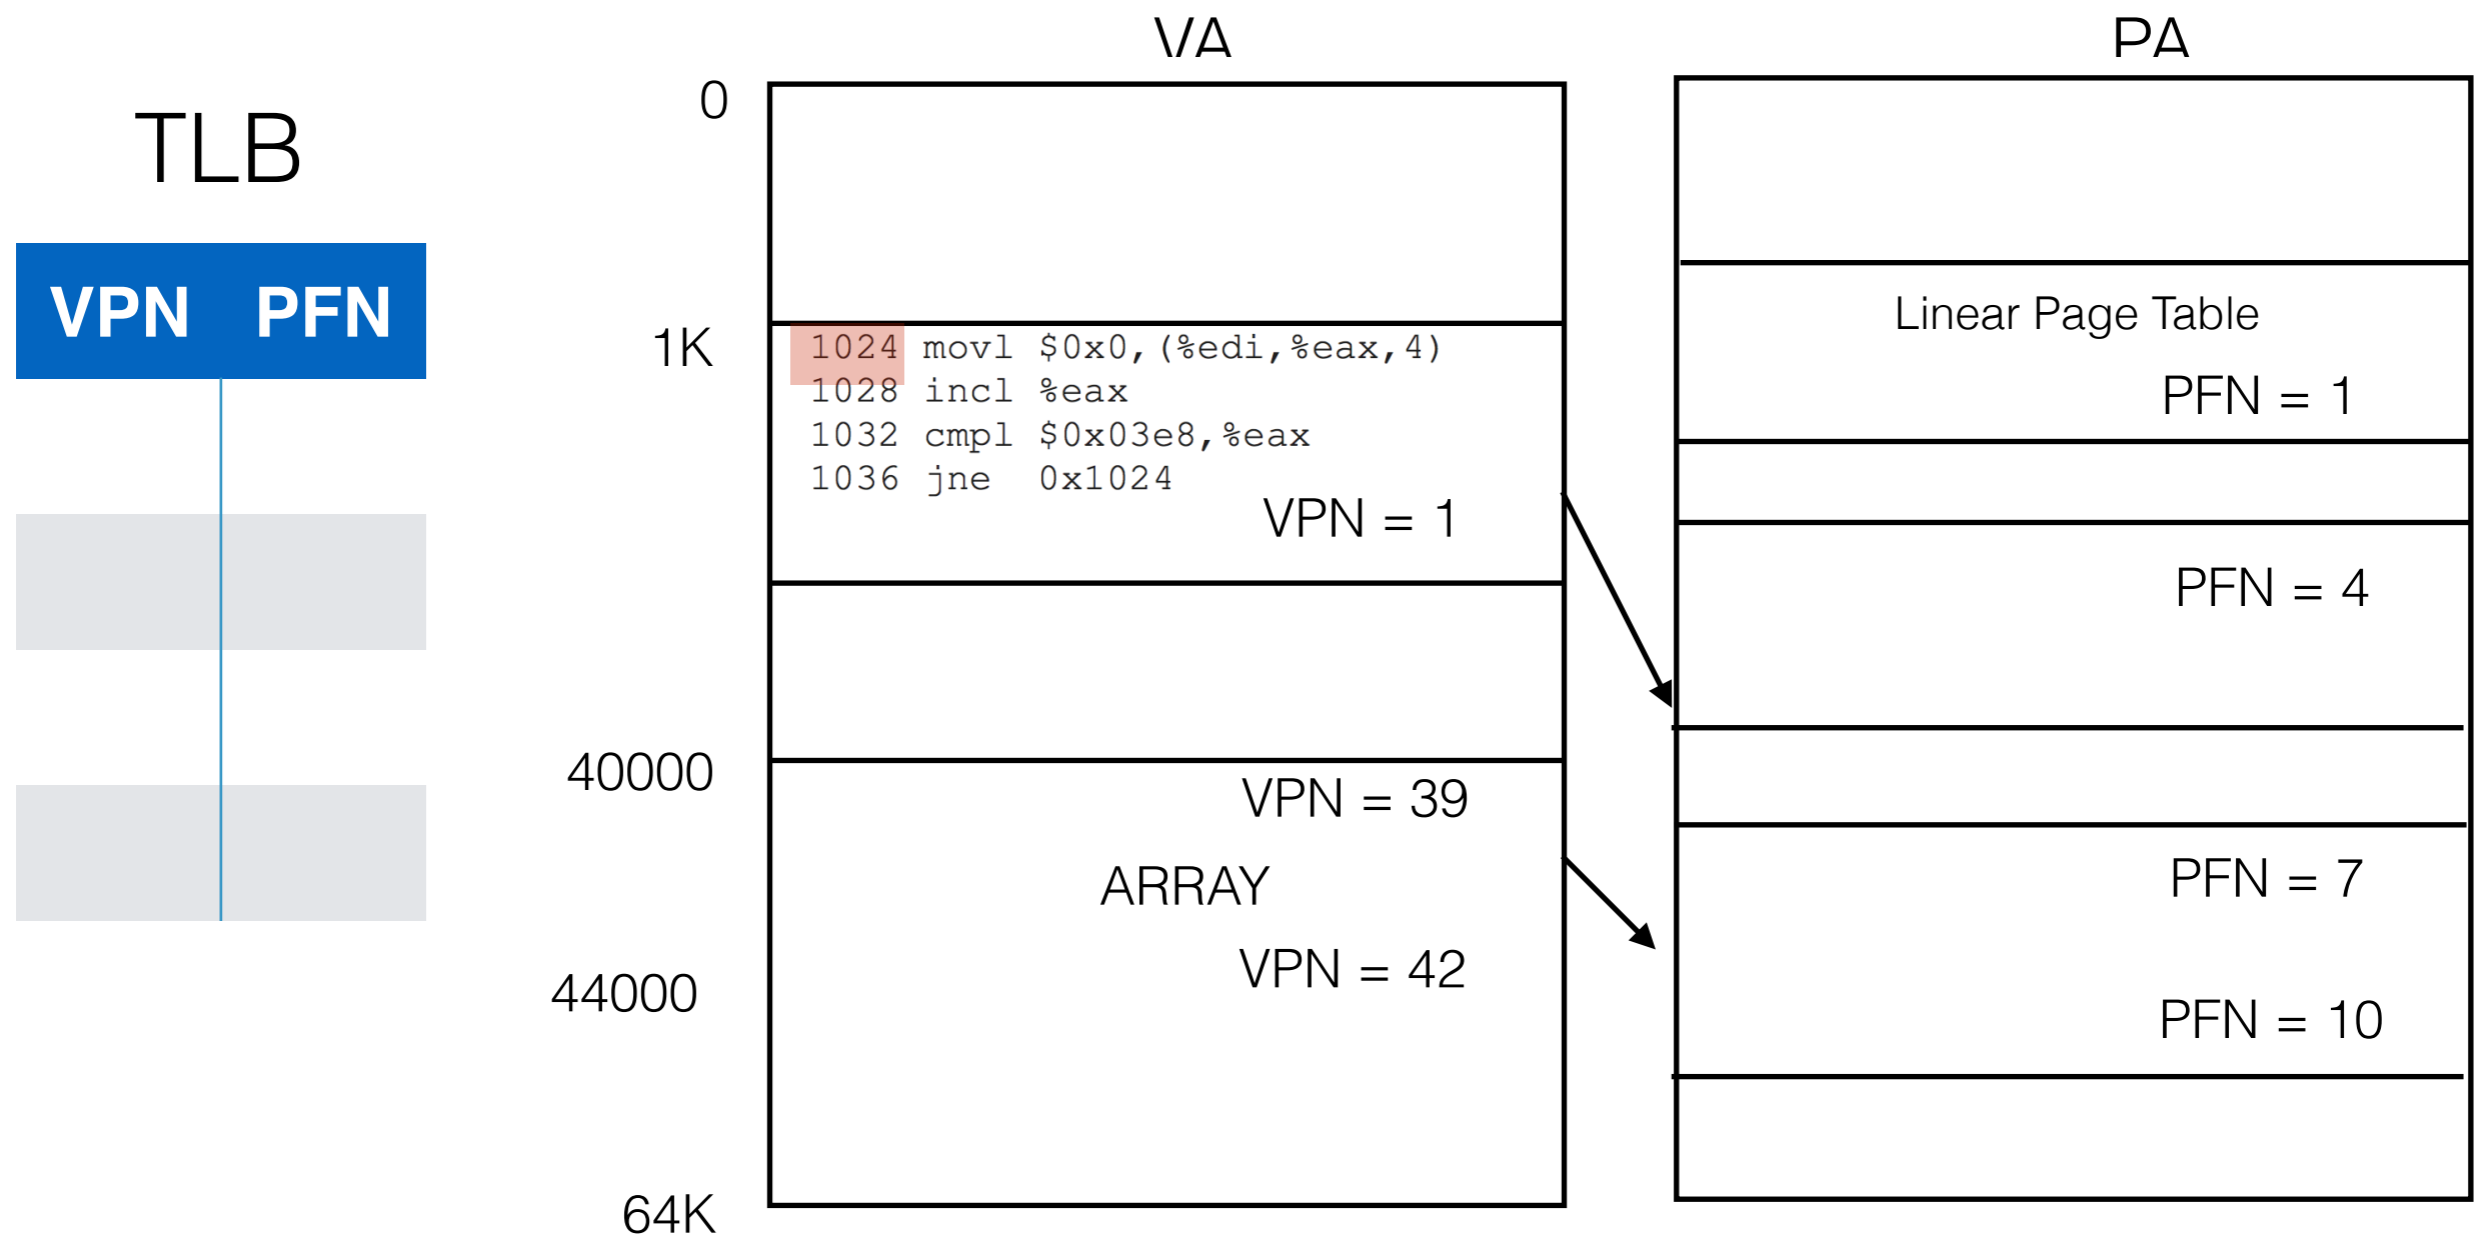 TLB
VPN PFN
VA
0
1K
1024 movl $0x0,(%edi,%eax,4)
1028 incl %eax
1032 cmpl $0x03e8,%eax
1036 jne 0x1024
VPN = 1
40000
VPN = 39
ARRAY
VPN = 42
44000
64K
PA
Linear Page Table
PFN = 1
PFN = 4
PFN = 7
PFN = 10